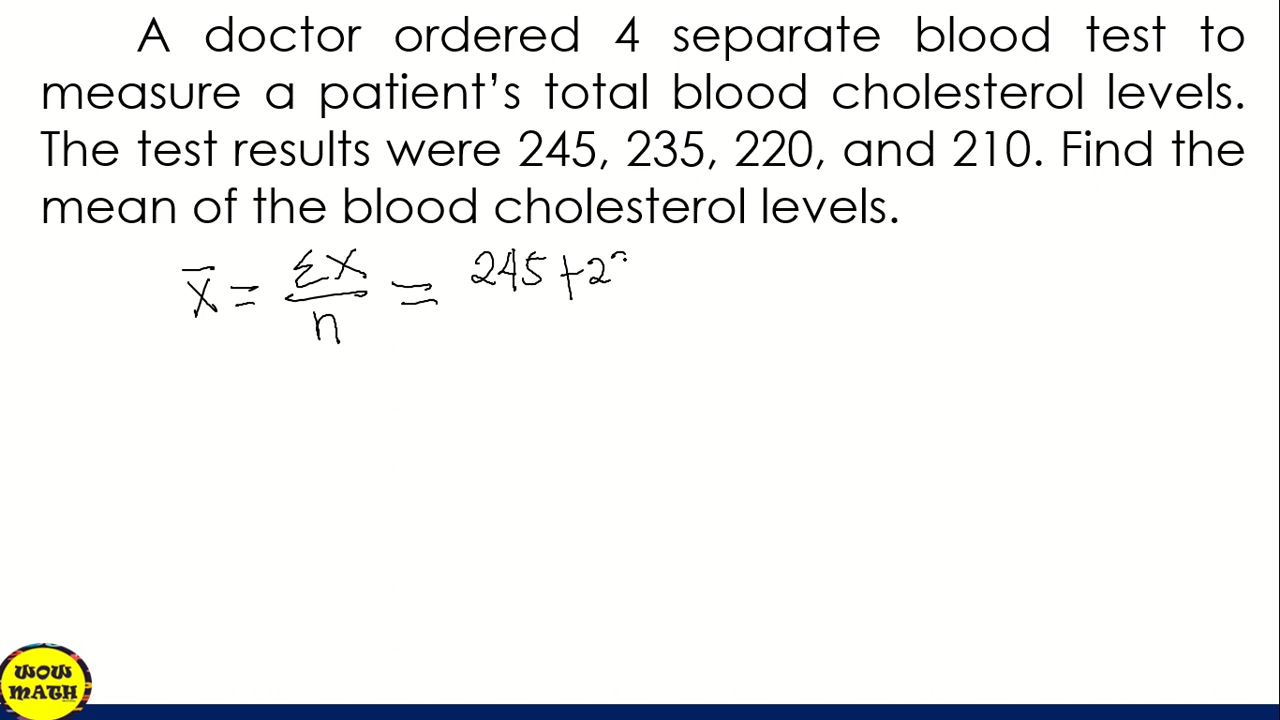 A doctor ordered 4 separate blood test to
measure a patient’s total blood cholesterol levels.
The test results were 245, 235, 220, and 210. Find the
mean of the blood cholesterol levels.
x̄ = ΣX / n = 245 + 2
WOW
MATH